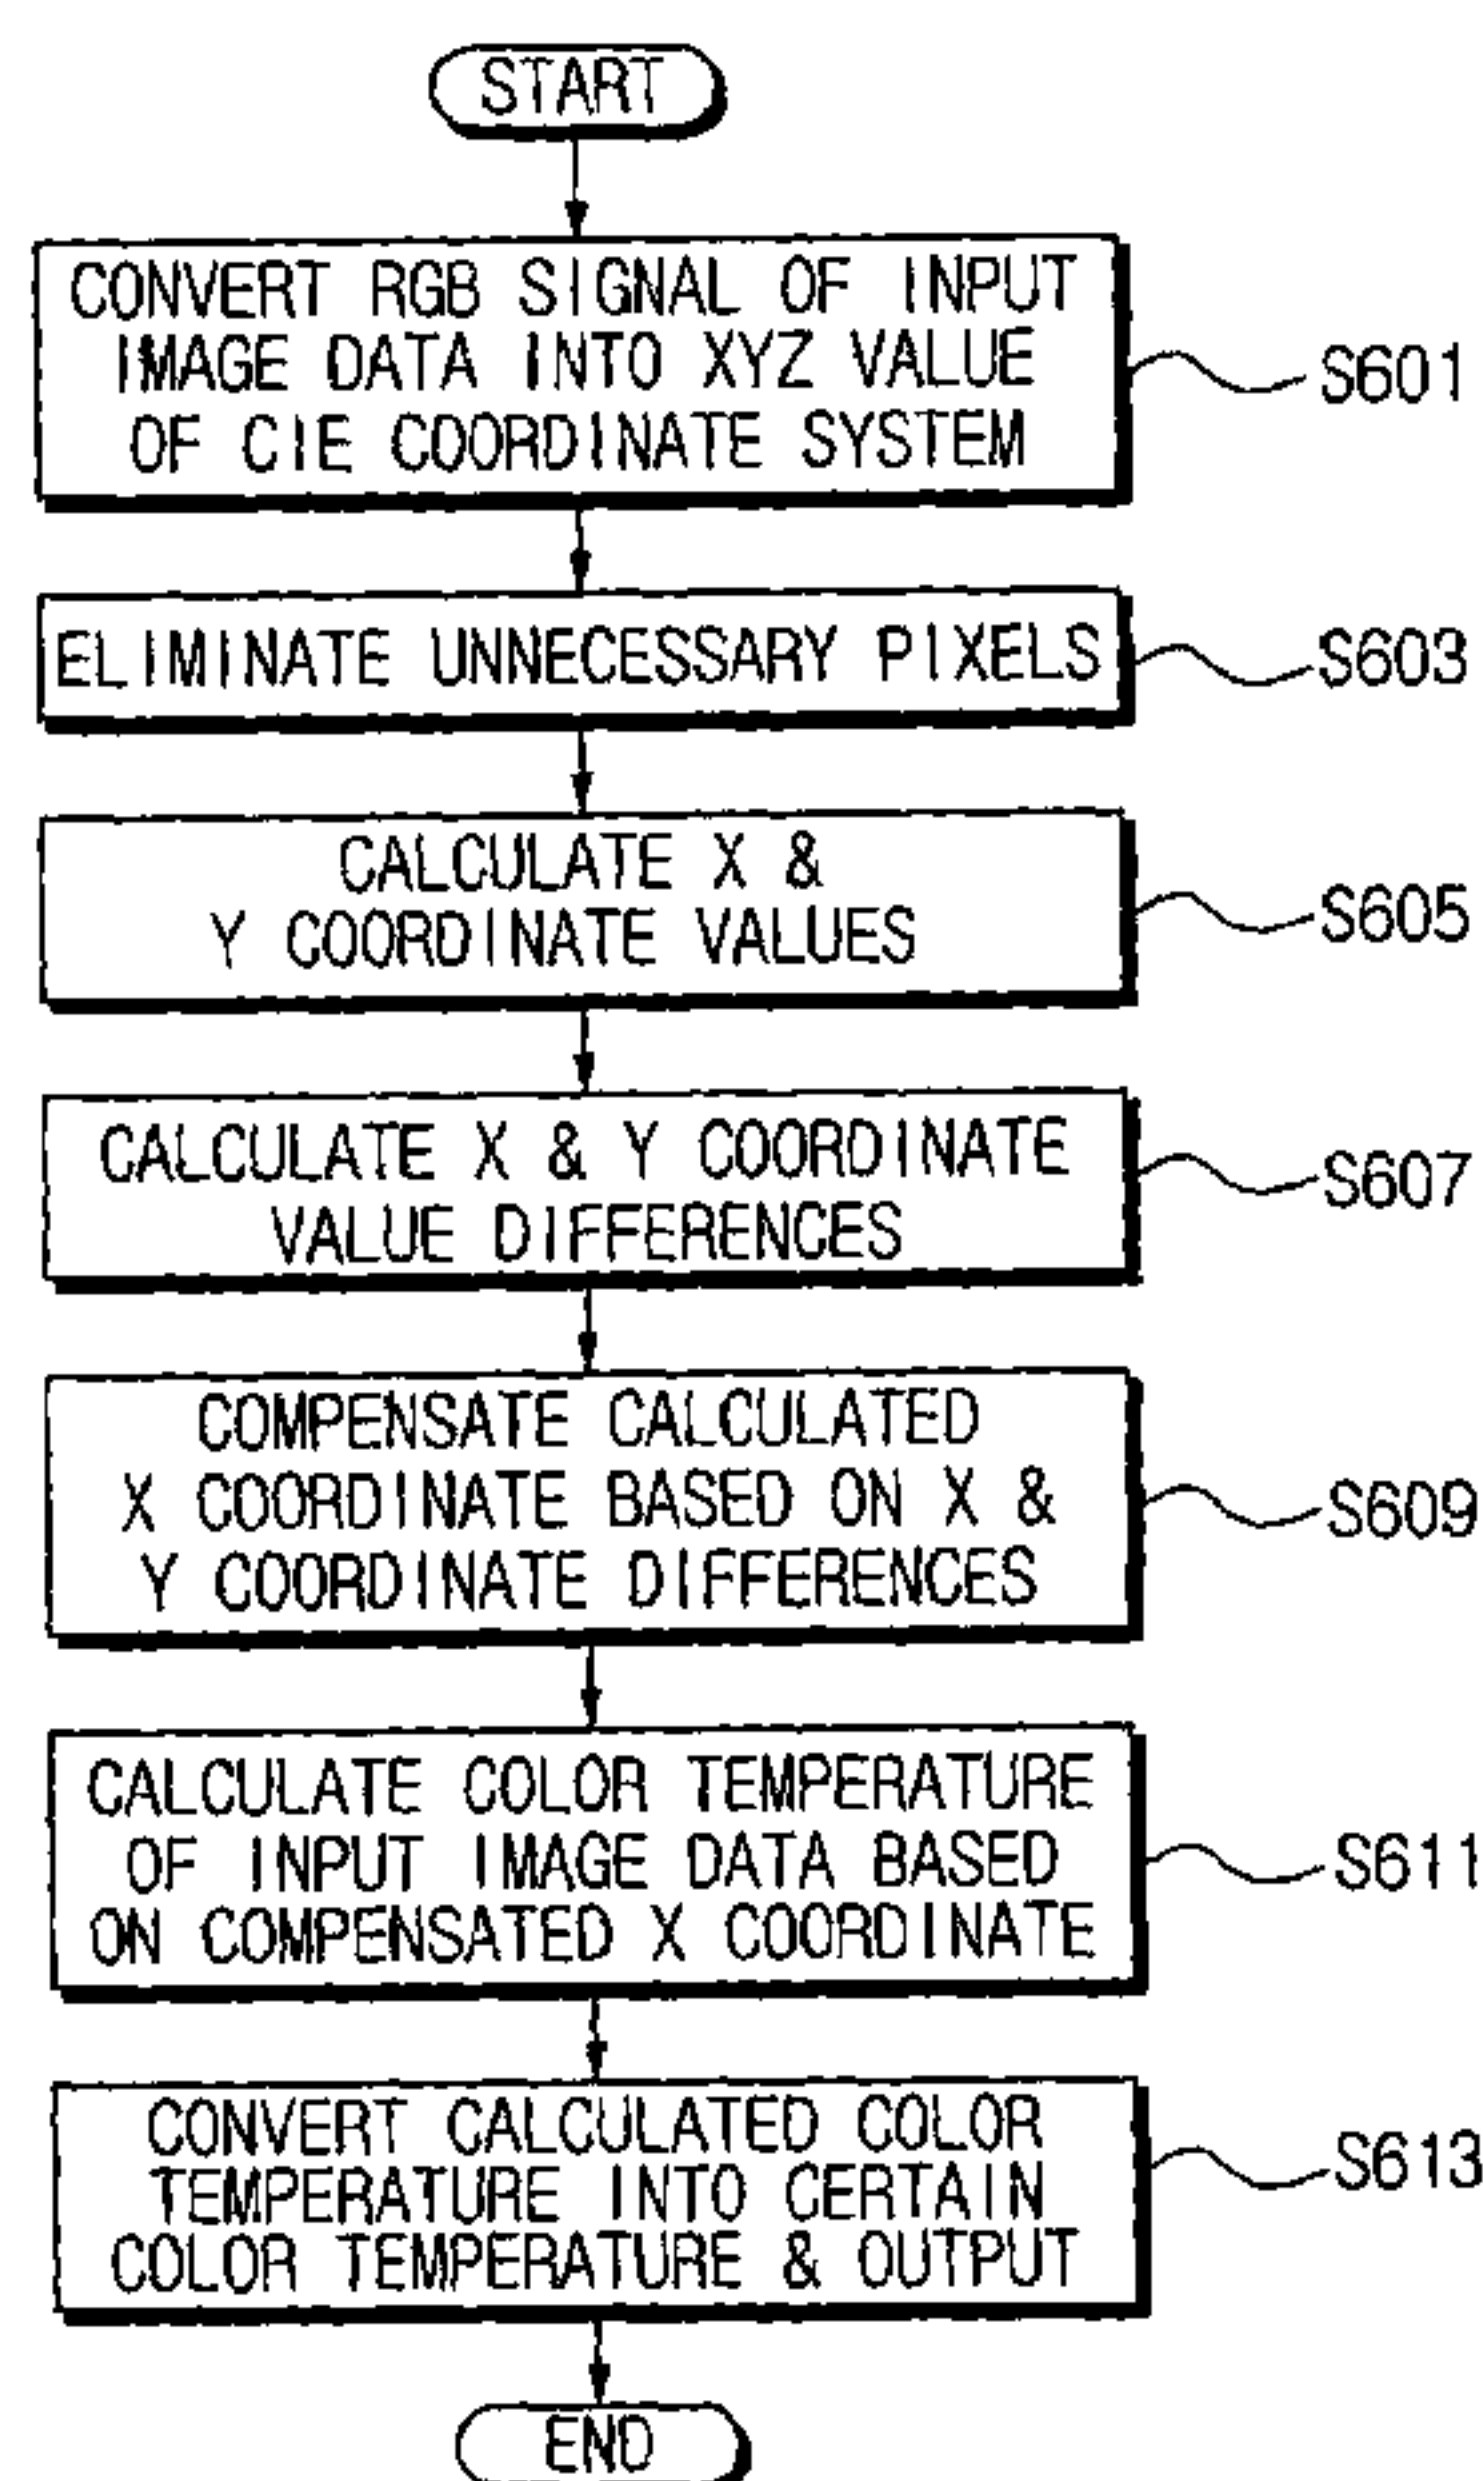 START
CONVERT RGB SIGNAL OF INPUT
IMAGE DATA INTO XYZ VALUE
OF CIE COORDINATE SYSTEM
S601
ELIMINATE UNNECESSARY PIXELS
S603
CALCULATE X &
Y COORDINATE VALUES
S605
CALCULATE X & Y COORDINATE
VALUE DIFFERENCES
S607
COMPENSATE CALCULATED
X COORDINATE BASED ON X &
Y COORDINATE DIFFERENCES
S609
CALCULATE COLOR TEMPERATURE
OF INPUT IMAGE DATA BASED
ON COMPENSATED X COORDINATE
S611
CONVERT CALCULATED COLOR
TEMPERATURE INTO CERTAIN
COLOR TEMPERATURE & OUTPUT
S613
END